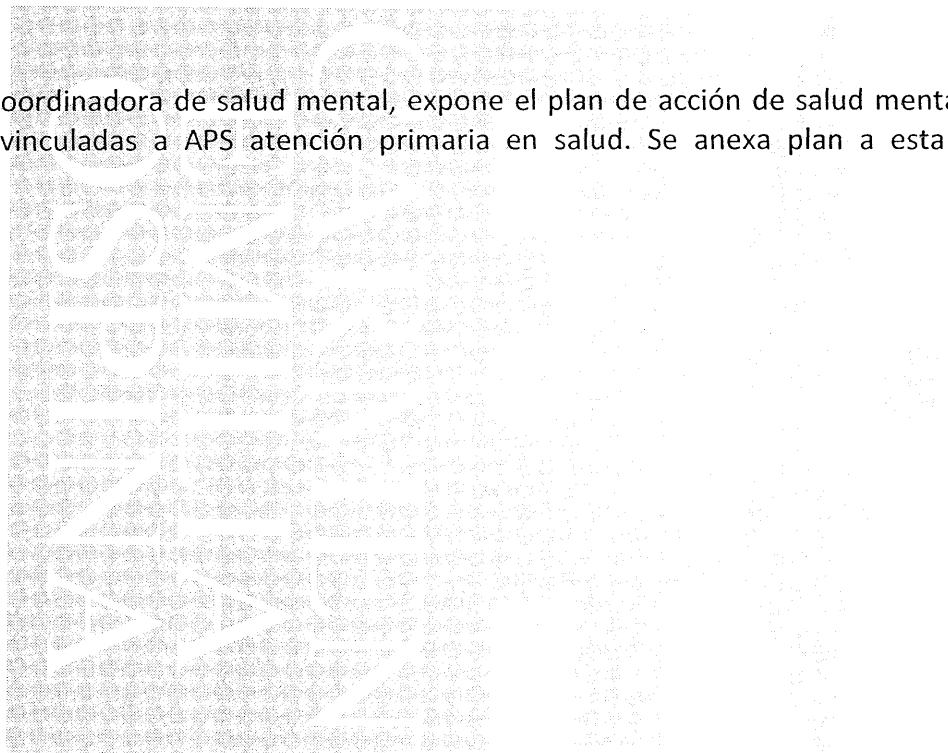 oordinadora de salud mental, expone el plan de acción de salud menta
vinculadas a APS atención primaria en salud. Se anexa plan a esta